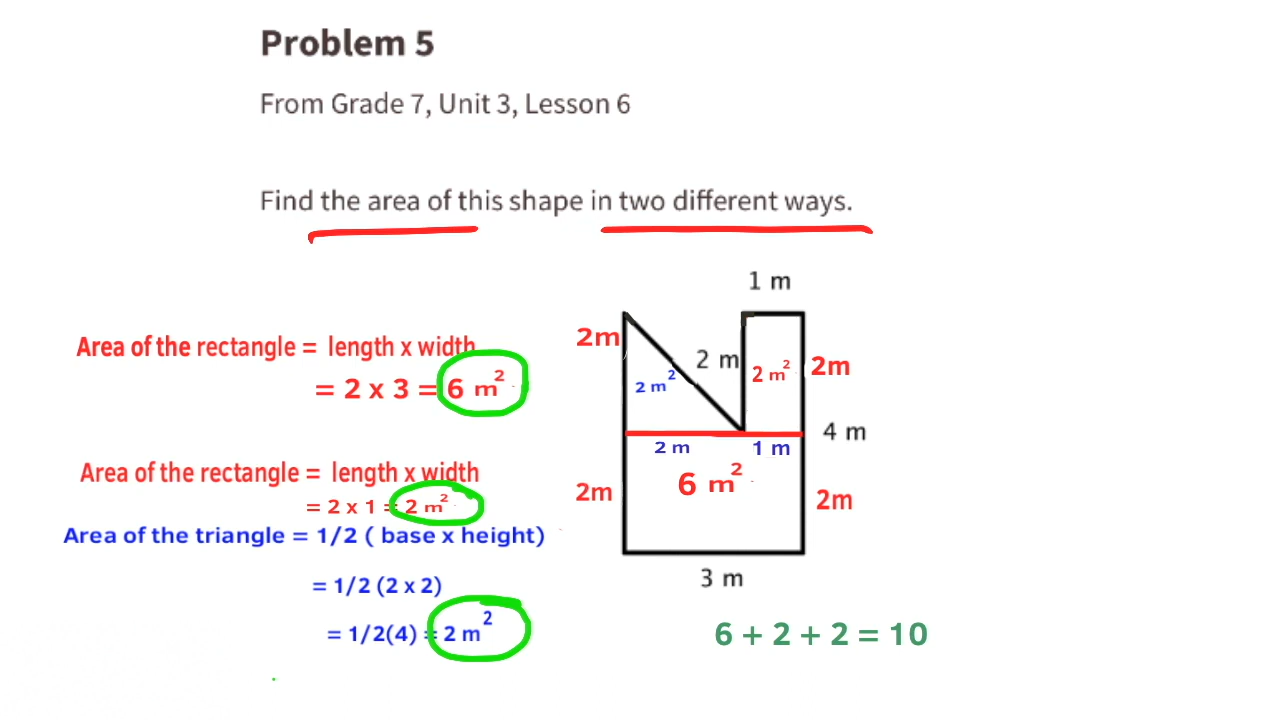 Problem 5
From Grade 7, Unit 3, Lesson 6
Find the area of this shape in two different ways.
Area of the rectangle = length x width
= 2 x 3 = 6 m²
Area of the rectangle = length x width
= 2 x 1 = 2 m²
Area of the triangle = 1/2 ( base x height)
= 1/2 (2 x 2)
= 1/2(4) = 2 m²
1 m
2m
2 m
2 m²
2 m²
2m
4 m
2 m
1 m
2m
6 m²
2m
3 m
6 + 2 + 2 = 10